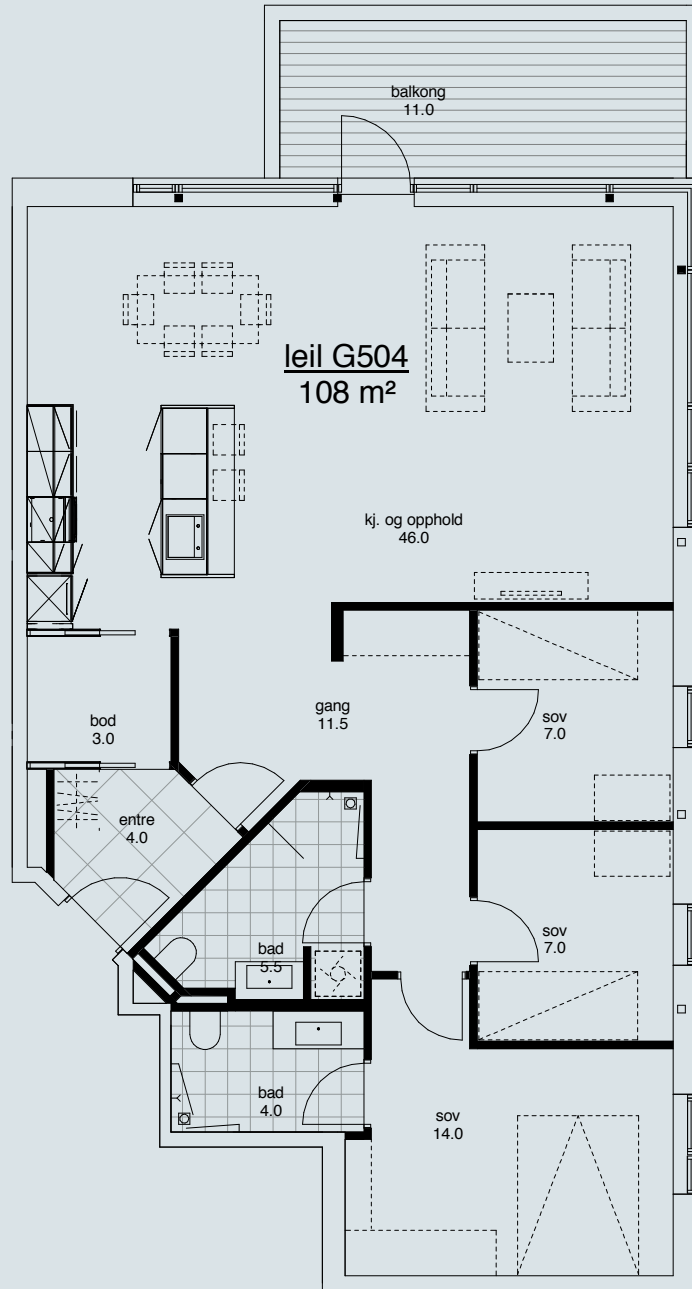 balkong
11.0
leil G504
108 m²
kj. og opphold
46.0
gang
11.5
sov
7.0
bod
3.0
entre
4.0
bad
5.5
sov
7.0
bad
4.0
sov
14.0